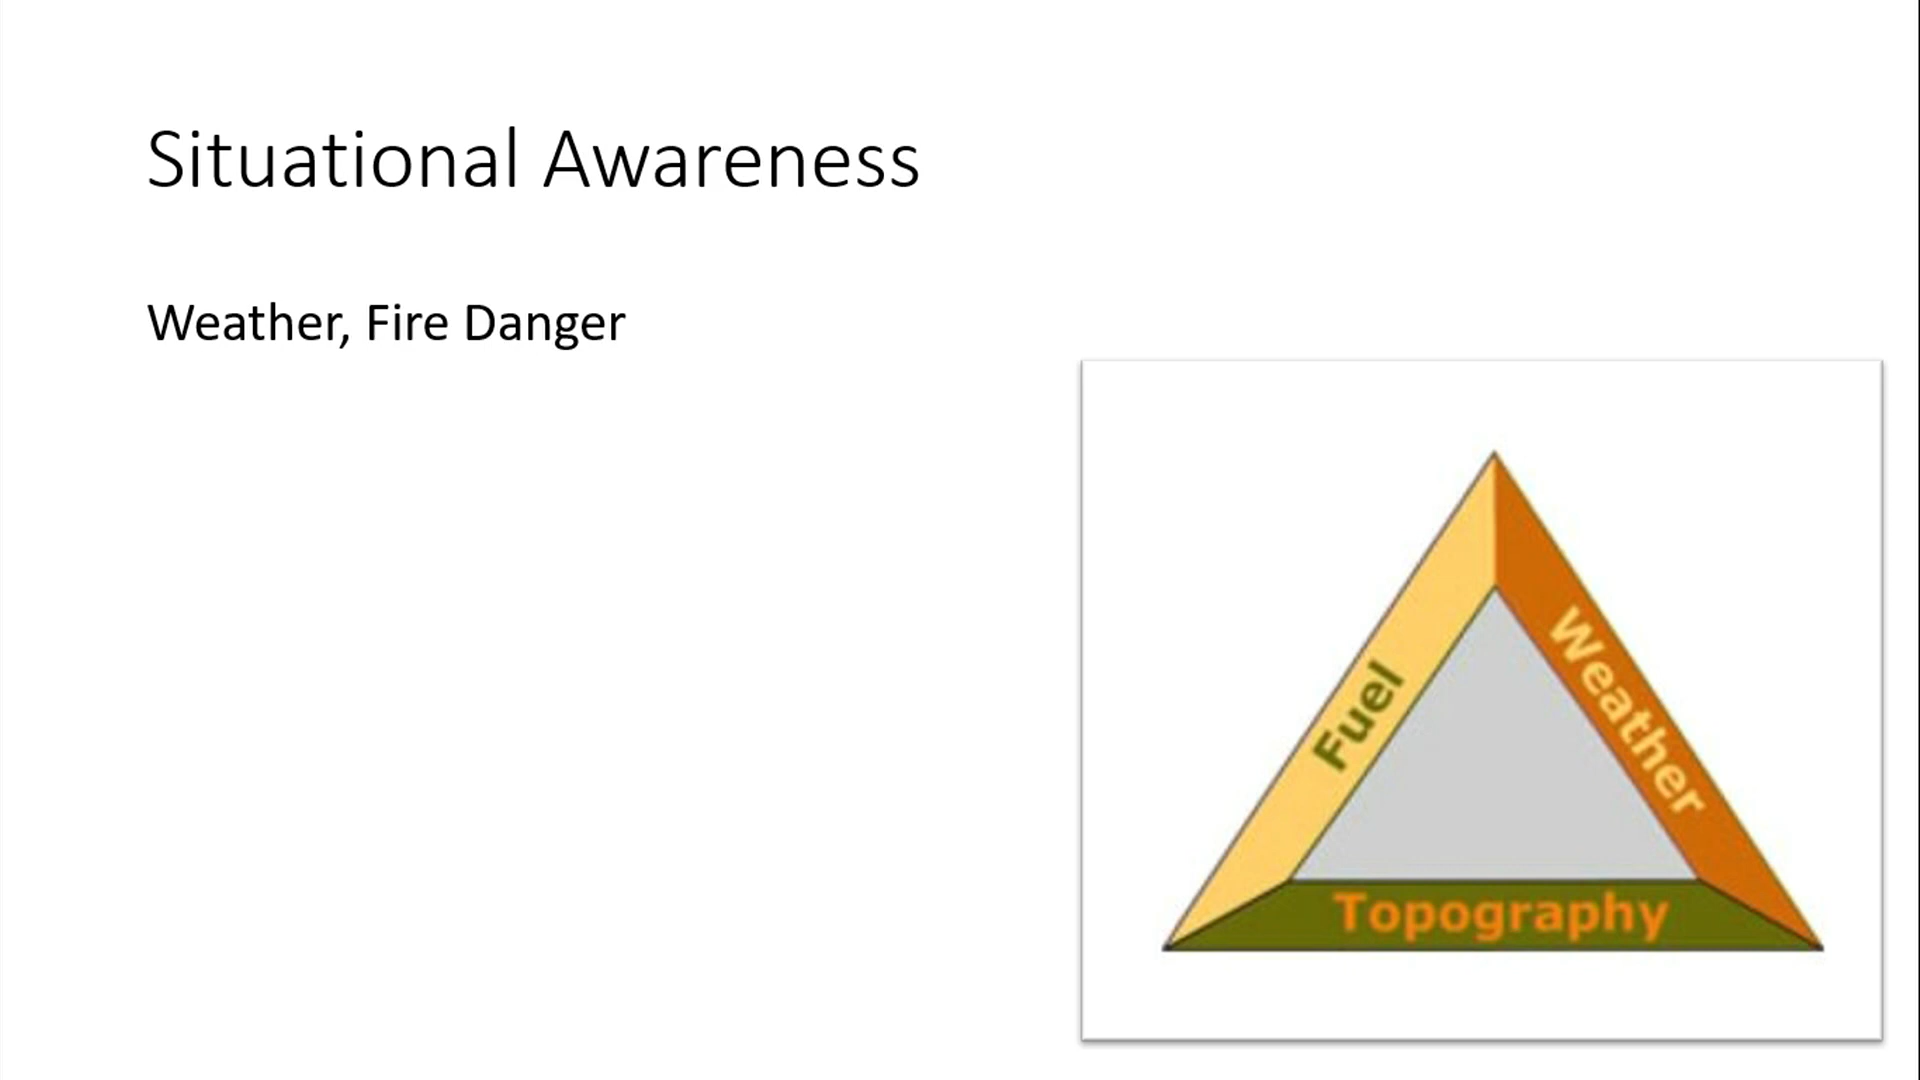 Situational Awareness
Weather, Fire Danger
Fuel
Weather
Topography